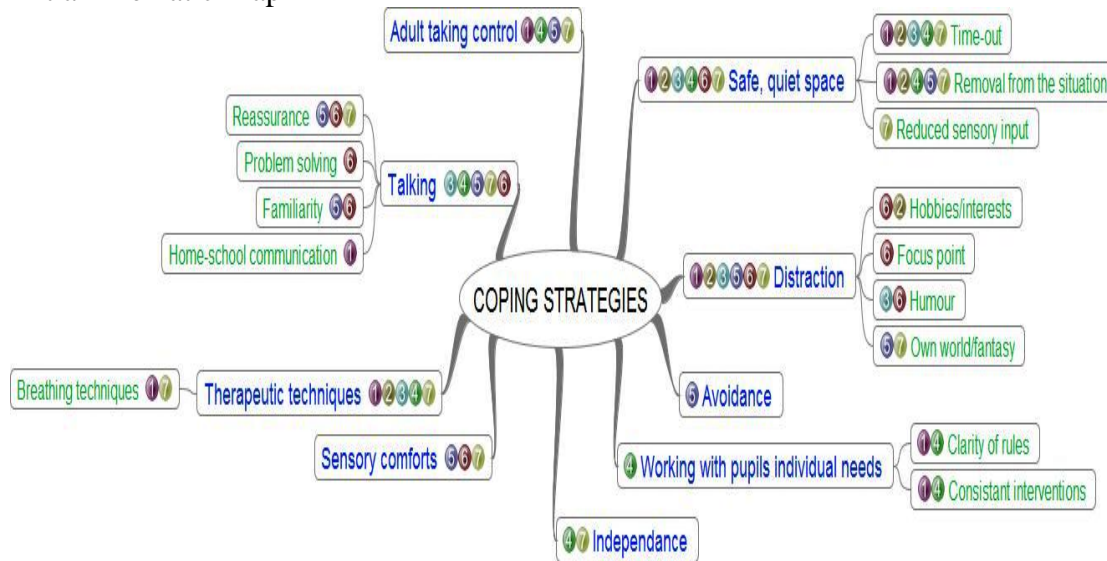 Adult taking control 1 4 5 7
1 2 3 4 6 7 Safe, quiet space
1 2 3 4 7 Time-out
1 2 4 5 7 Removal from the situation
7 Reduced sensory input
Reassurance 5 6 7
Problem solving 6
Familiarity 5 6
Home-school communication 1
Talking 3 4 5 7 6
COPING STRATEGIES
1 2 3 5 6 7 Distraction
6 2 Hobbies/interests
6 Focus point
3 6 Humour
5 7 Own world/fantasy
Breathing techniques 1 7
Therapeutic techniques 1 2 3 4 7
5 Avoidance
Sensory comforts 5 6 7
4 Working with pupils individual needs
1 4 Clarity of rules
1 4 Consistant interventions
4 7 Independance